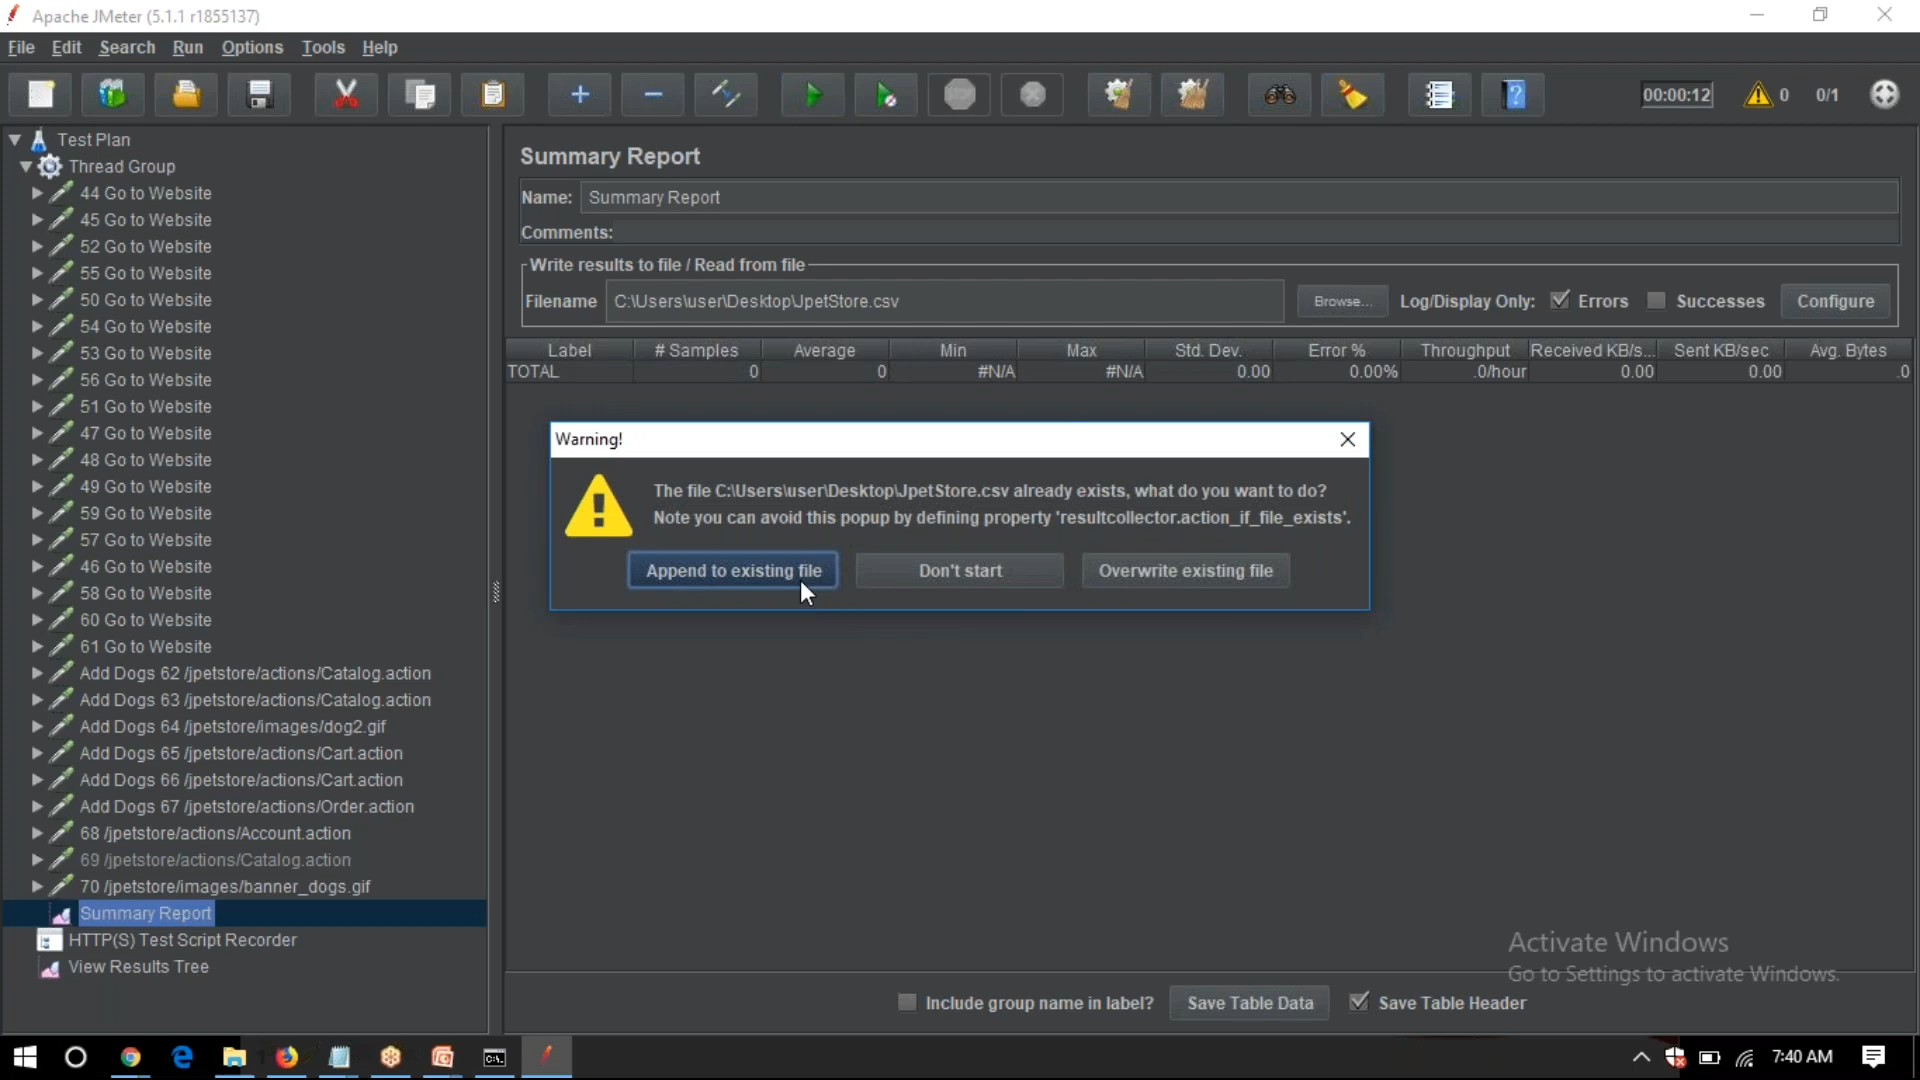 Apache JMeter (5.1.1 r1855137)
File Edit Search Run Options Tools Help
00:00:12 0 0/1
Test Plan
Thread Group
44 Go to Website
45 Go to Website
52 Go to Website
55 Go to Website
50 Go to Website
54 Go to Website
53 Go to Website
56 Go to Website
51 Go to Website
47 Go to Website
48 Go to Website
49 Go to Website
59 Go to Website
57 Go to Website
46 Go to Website
58 Go to Website
60 Go to Website
61 Go to Website
Add Dogs 62 /jpetstore/actions/Catalog.action
Add Dogs 63 /jpetstore/actions/Catalog.action
Add Dogs 64 /jpetstore/images/dog2.gif
Add Dogs 65 /jpetstore/actions/Cart.action
Add Dogs 66 /jpetstore/actions/Cart.action
Add Dogs 67 /jpetstore/actions/Order.action
68 /jpetstore/actions/Account.action
69 /jpetstore/actions/Catalog.action
70 /jpetstore/images/banner_dogs.gif
Summary Report
HTTP(S) Test Script Recorder
View Results Tree
Summary Report
Name: Summary Report
Comments:
Write results to file / Read from file
Filename C:\Users\user\Desktop\JpetStore.csv Browse... Log/Display Only: Errors Successes Configure
Label # Samples Average Min Max Std. Dev. Error % Throughput Received KB/s... Sent KB/sec Avg. Bytes
TOTAL 0 0 #N/A #N/A 0.00 0.00% .0/hour 0.00 0.00 .0
Warning!
The file C:\Users\user\Desktop\JpetStore.csv already exists, what do you want to do?
Note you can avoid this popup by defining property 'resultcollector.action_if_file_exists'.
Append to existing file Don't start Overwrite existing file
Activate Windows
Go to Settings to activate Windows.
Include group name in label? Save Table Data Save Table Header
7:40 AM